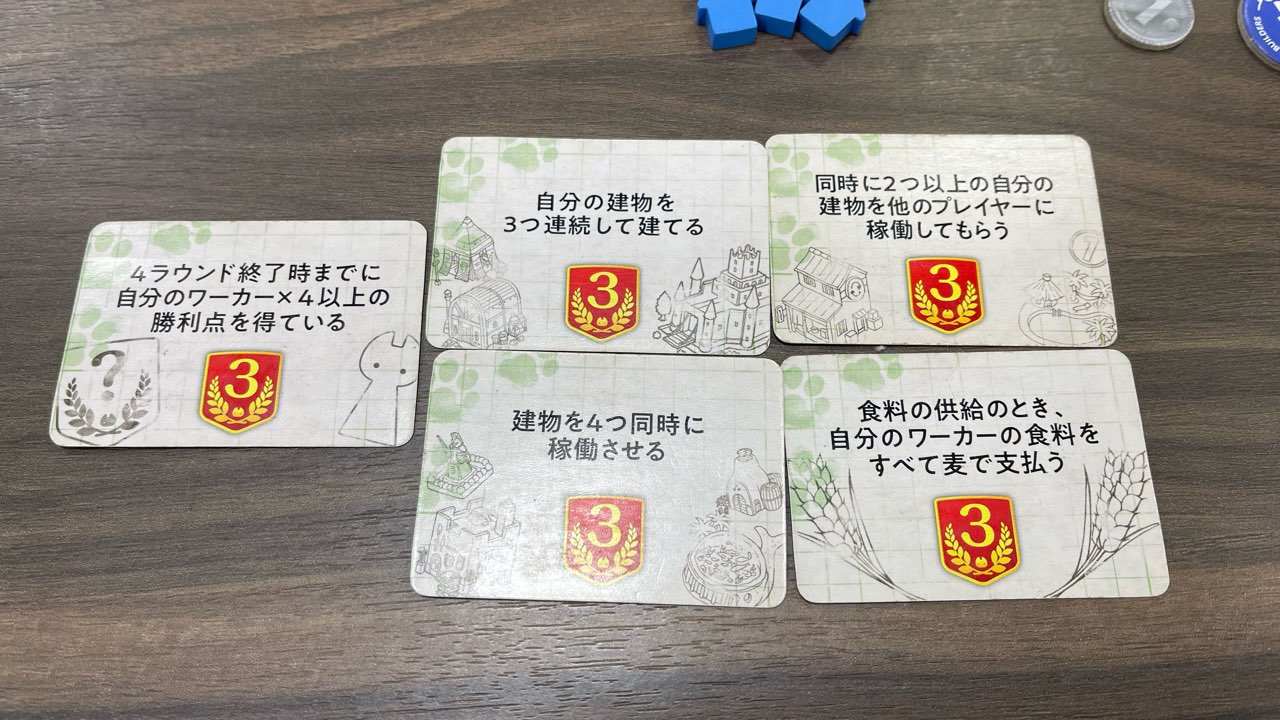 4ラウンド終了時までに
自分のワーカー×4以上の
勝利点を得ている
?
3
自分の建物を
3つ連続して建てる
3
同時に2つ以上の自分の
建物を他のプレイヤーに
稼働してもらう
3
建物を4つ同時に
稼働させる
3
食料の供給のとき、
自分のワーカーの食料を
すべて麦で支払う
3
BUILDERS